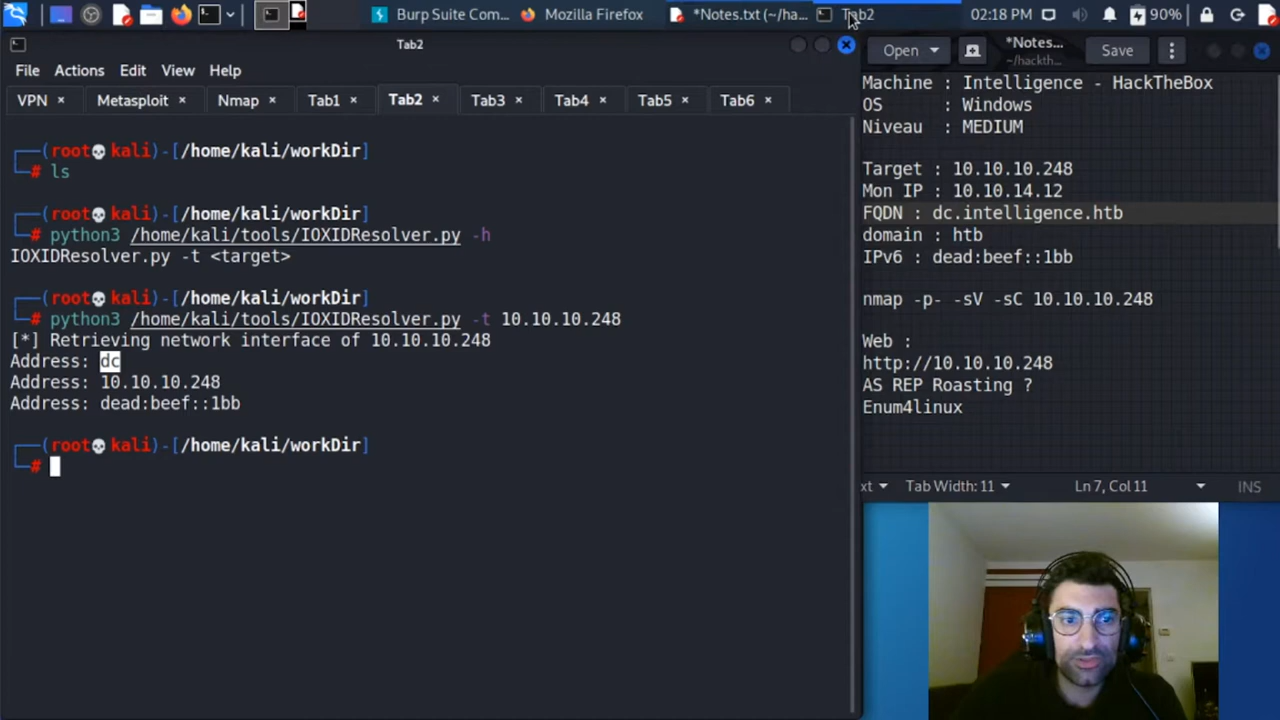 Burp Suite Com...
Mozilla Firefox
*Notes.txt (~/ha...
Tab2
02:18 PM
90%
Tab2
File Actions Edit View Help
VPN × Metasploit × Nmap × Tab1 × Tab2 × Tab3 × Tab4 × Tab5 × Tab6 ×
┌──(root💀kali)-[/home/kali/workDir]
└─# ls
┌──(root💀kali)-[/home/kali/workDir]
└─# python3 /home/kali/tools/IOXIDResolver.py -h
IOXIDResolver.py -t <target>
┌──(root💀kali)-[/home/kali/workDir]
└─# python3 /home/kali/tools/IOXIDResolver.py -t 10.10.10.248
[*] Retrieving network interface of 10.10.10.248
Address: dc
Address: 10.10.10.248
Address: dead:beef::1bb
┌──(root💀kali)-[/home/kali/workDir]
└─#
Open
*Notes...
~/hackth...
Save
Machine : Intelligence - HackTheBox
OS : Windows
Niveau : MEDIUM
Target : 10.10.10.248
Mon IP : 10.10.14.12
FQDN : dc.intelligence.htb
domain : htb
IPv6 : dead:beef::1bb
nmap -p- -sV -sC 10.10.10.248
Web :
http://10.10.10.248
AS REP Roasting ?
Enum4linux
xt Tab Width: 11 Ln 7, Col 11 INS